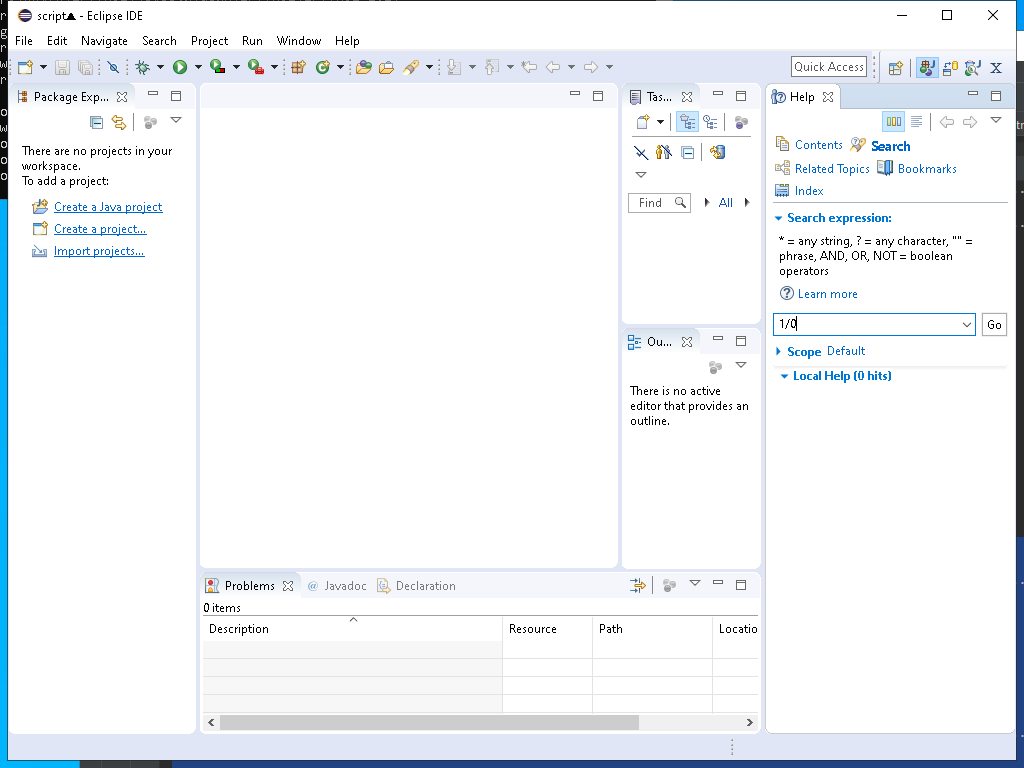 script▲ - Eclipse IDE
File Edit Navigate Search Project Run Window Help
Quick Access
Package Exp...
There are no projects in your
workspace.
To add a project:
Create a Java project
Create a project...
Import projects...
Tas...
Find
All
Ou...
There is no active
editor that provides an
outline.
Help
Contents Search
Related Topics Bookmarks
Index
Search expression:
* = any string, ? = any character, "" =
phrase, AND, OR, NOT = boolean
operators
Learn more
1/0
Go
Scope Default
Local Help (0 hits)
Problems @ Javadoc Declaration
0 items
Description Resource Path Locatio